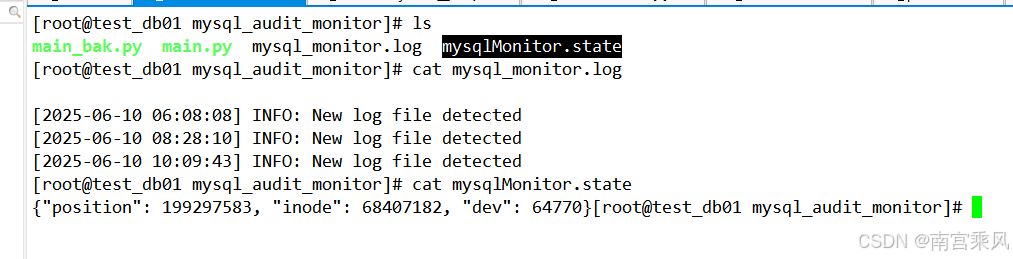 [root@test_db01 mysql_audit_monitor]# ls
main_bak.py  main.py  mysql_monitor.log  mysqlMonitor.state
[root@test_db01 mysql_audit_monitor]# cat mysql_monitor.log

[2025-06-10 06:08:08] INFO: New log file detected
[2025-06-10 08:28:10] INFO: New log file detected
[2025-06-10 10:09:43] INFO: New log file detected
[root@test_db01 mysql_audit_monitor]# cat mysqlMonitor.state
{"position": 199297583, "inode": 68407182, "dev": 64770}[root@test_db01 mysql_audit_monitor]#
CSDN @南宫乘风